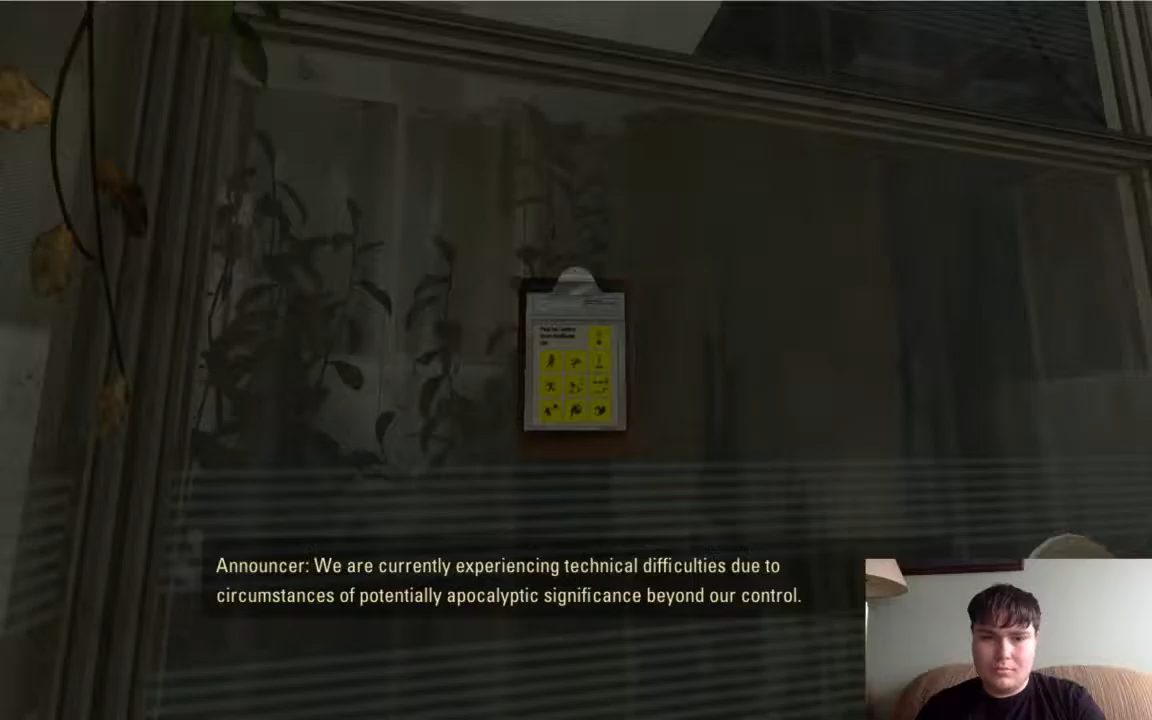 Announcer: We are currently experiencing technical difficulties due to
circumstances of potentially apocalyptic significance beyond our control.